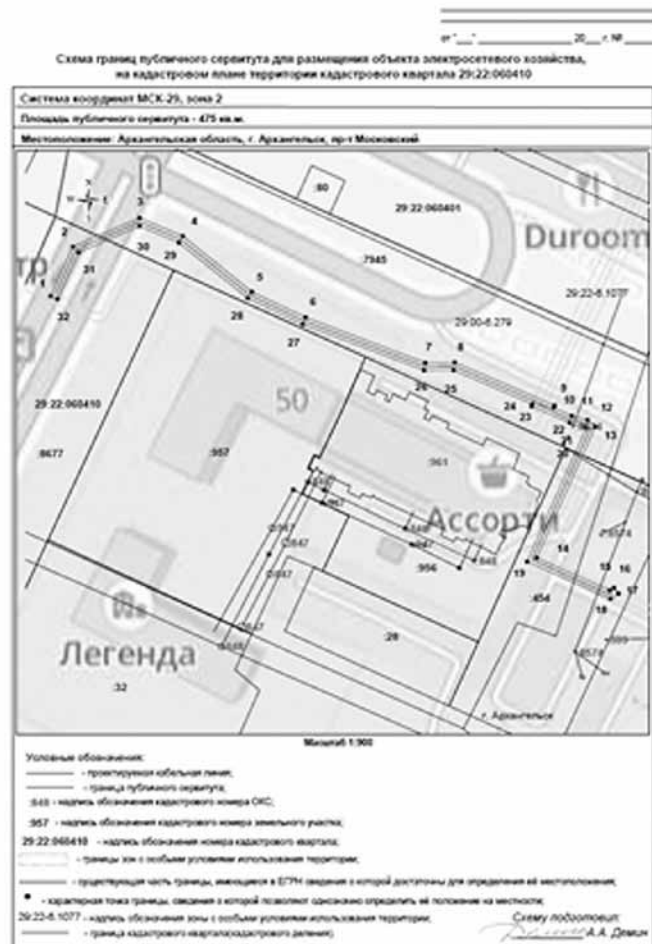 от "___" ____________ 20___ г. № ____
Схема границ публичного сервитута для размещения объекта электросетевого хозяйства,
на кадастровом плане территории кадастрового квартала 29:22:060410
Система координат МСК-29, зона 2
Площадь публичного сервитута - 475 кв.м.
Местоположение: Архангельская область, г. Архангельск, пр-т Московский
:80
29:22:060401
Duroom
:7945
29:22-6.1077
29:00-6.279
1
2
3
4
5
6
7
8
9
10
11
12
13
14
15
16
17
18
19
22
23
24
25
26
27
28
29
30
31
32
29:22:060410
:8677
50
:957
:961
Ассорти
:956
:848
:454
:28
Легенда
:32
г. Архангельск
Масштаб 1:900
Условные обозначения:
- проектируемая кабельная линия;
- граница публичного сервитута;
:848 - надпись обозначения кадастрового номера ОКС;
:957 - надпись обозначения кадастрового номера земельного участка;
29:22:060410 - надпись обозначения номера кадастрового квартала;
- границы зон с особыми условиями использования территории;
- существующая часть границы, имеющиеся в ЕГРН сведения о которой достаточны для определения её местоположения;
- характерная точка границы, сведения о которой позволяют однозначно определить её положение на местности;
29:22-6.1077 - надпись обозначения зоны с особыми условиями использования территории;
- граница кадастрового квартала(кадастрового деления)
Схему подготовил:
А.А. Демин